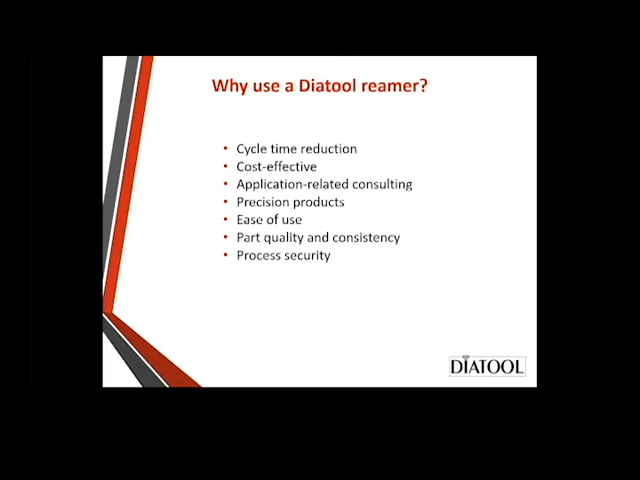 Why use a Diatool reamer?
• Cycle time reduction
• Cost-effective
• Application-related consulting
• Precision products
• Ease of use
• Part quality and consistency
• Process security
DIATOOL